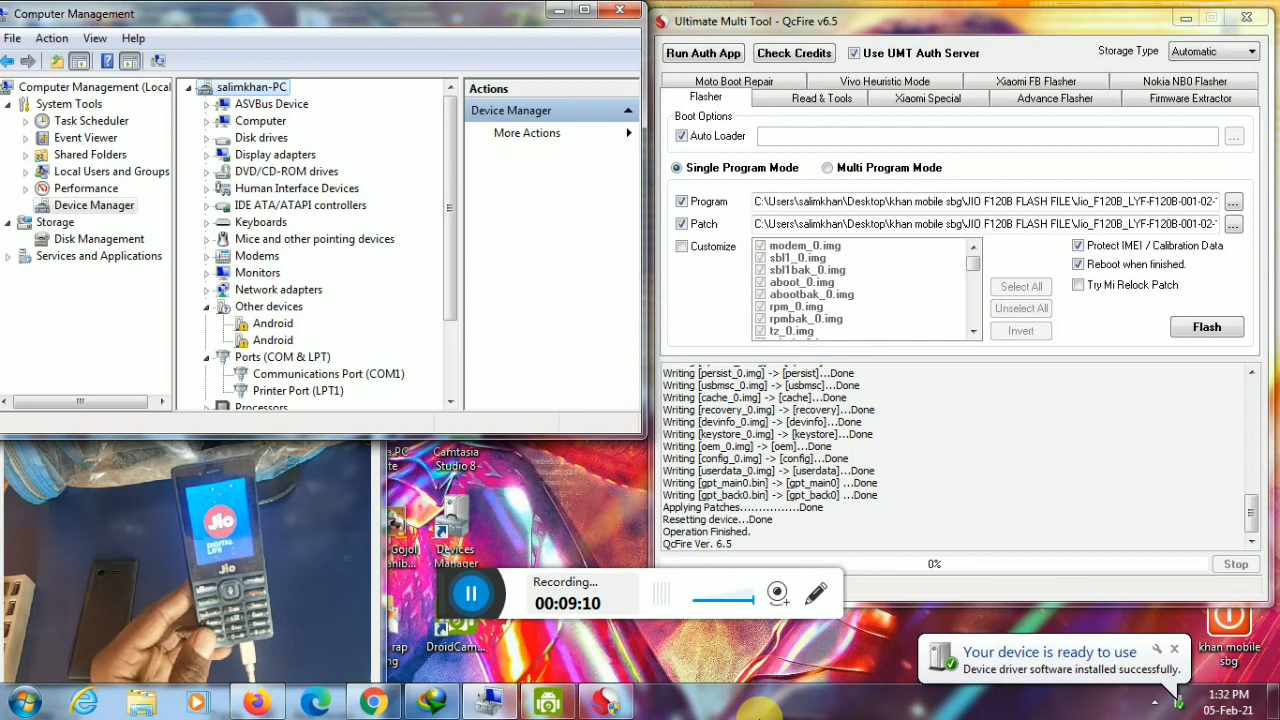 Computer Management
File Action View Help
Computer Management (Local
System Tools
Task Scheduler
Event Viewer
Shared Folders
Local Users and Groups
Performance
Device Manager
Storage
Disk Management
Services and Applications
salimkhan-PC
ASVBus Device
Computer
Disk drives
Display adapters
DVD/CD-ROM drives
Human Interface Devices
IDE ATA/ATAPI controllers
Keyboards
Mice and other pointing devices
Modems
Monitors
Network adapters
Other devices
Android
Android
Ports (COM & LPT)
Communications Port (COM1)
Printer Port (LPT1)
Processors
Actions
Device Manager
More Actions
Ultimate Multi Tool - QcFire v6.5
Run Auth App Check Credits Use UMT Auth Server Storage Type Automatic
Moto Boot Repair Vivo Heuristic Mode Xiaomi FB Flasher Nokia NB0 Flasher
Flasher Read & Tools Xiaomi Special Advance Flasher Firmware Extractor
Boot Options
Auto Loader ...
Single Program Mode Multi Program Mode
Program C:\Users\salimkhan\Desktop\khan mobile sbg\JIO F120B FLASH FILE\Jio_F120B_LYF-F120B-001-02- ...
Patch C:\Users\salimkhan\Desktop\khan mobile sbg\JIO F120B FLASH FILE\Jio_F120B_LYF-F120B-001-02- ...
Customize
modem_0.img
sbl1_0.img
sbl1bak_0.img
aboot_0.img
abootbak_0.img
rpm_0.img
rpmbak_0.img
tz_0.img
Select All
Unselect All
Invert
Protect IMEI / Calibration Data
Reboot when finished.
Try Mi Relock Patch
Flash
Writing [persist_0.img] -> [persist]...Done
Writing [usbmsc_0.img] -> [usbmsc]...Done
Writing [cache_0.img] -> [cache]...Done
Writing [recovery_0.img] -> [recovery]...Done
Writing [devinfo_0.img] -> [devinfo]...Done
Writing [keystore_0.img] -> [keystore]...Done
Writing [oem_0.img] -> [oem]...Done
Writing [config_0.img] -> [config]...Done
Writing [userdata_0.img] -> [userdata]...Done
Writing [gpt_main0.bin] -> [gpt_main0]...Done
Writing [gpt_back0.bin] -> [gpt_back0]...Done
Applying Patches...............Done
Resetting device...Done
Operation Finished.
QcFire Ver. 6.5
0% Stop
Jio
DIGITAL
LIFE
Jio
a PC
Camtasia
Studio 8
Gojol
Devices
Manager
DroidCam...
Recording...
00:09:10
khan mobile
sbg
Your device is ready to use
Device driver software installed successfully.
1:32 PM
05-Feb-21